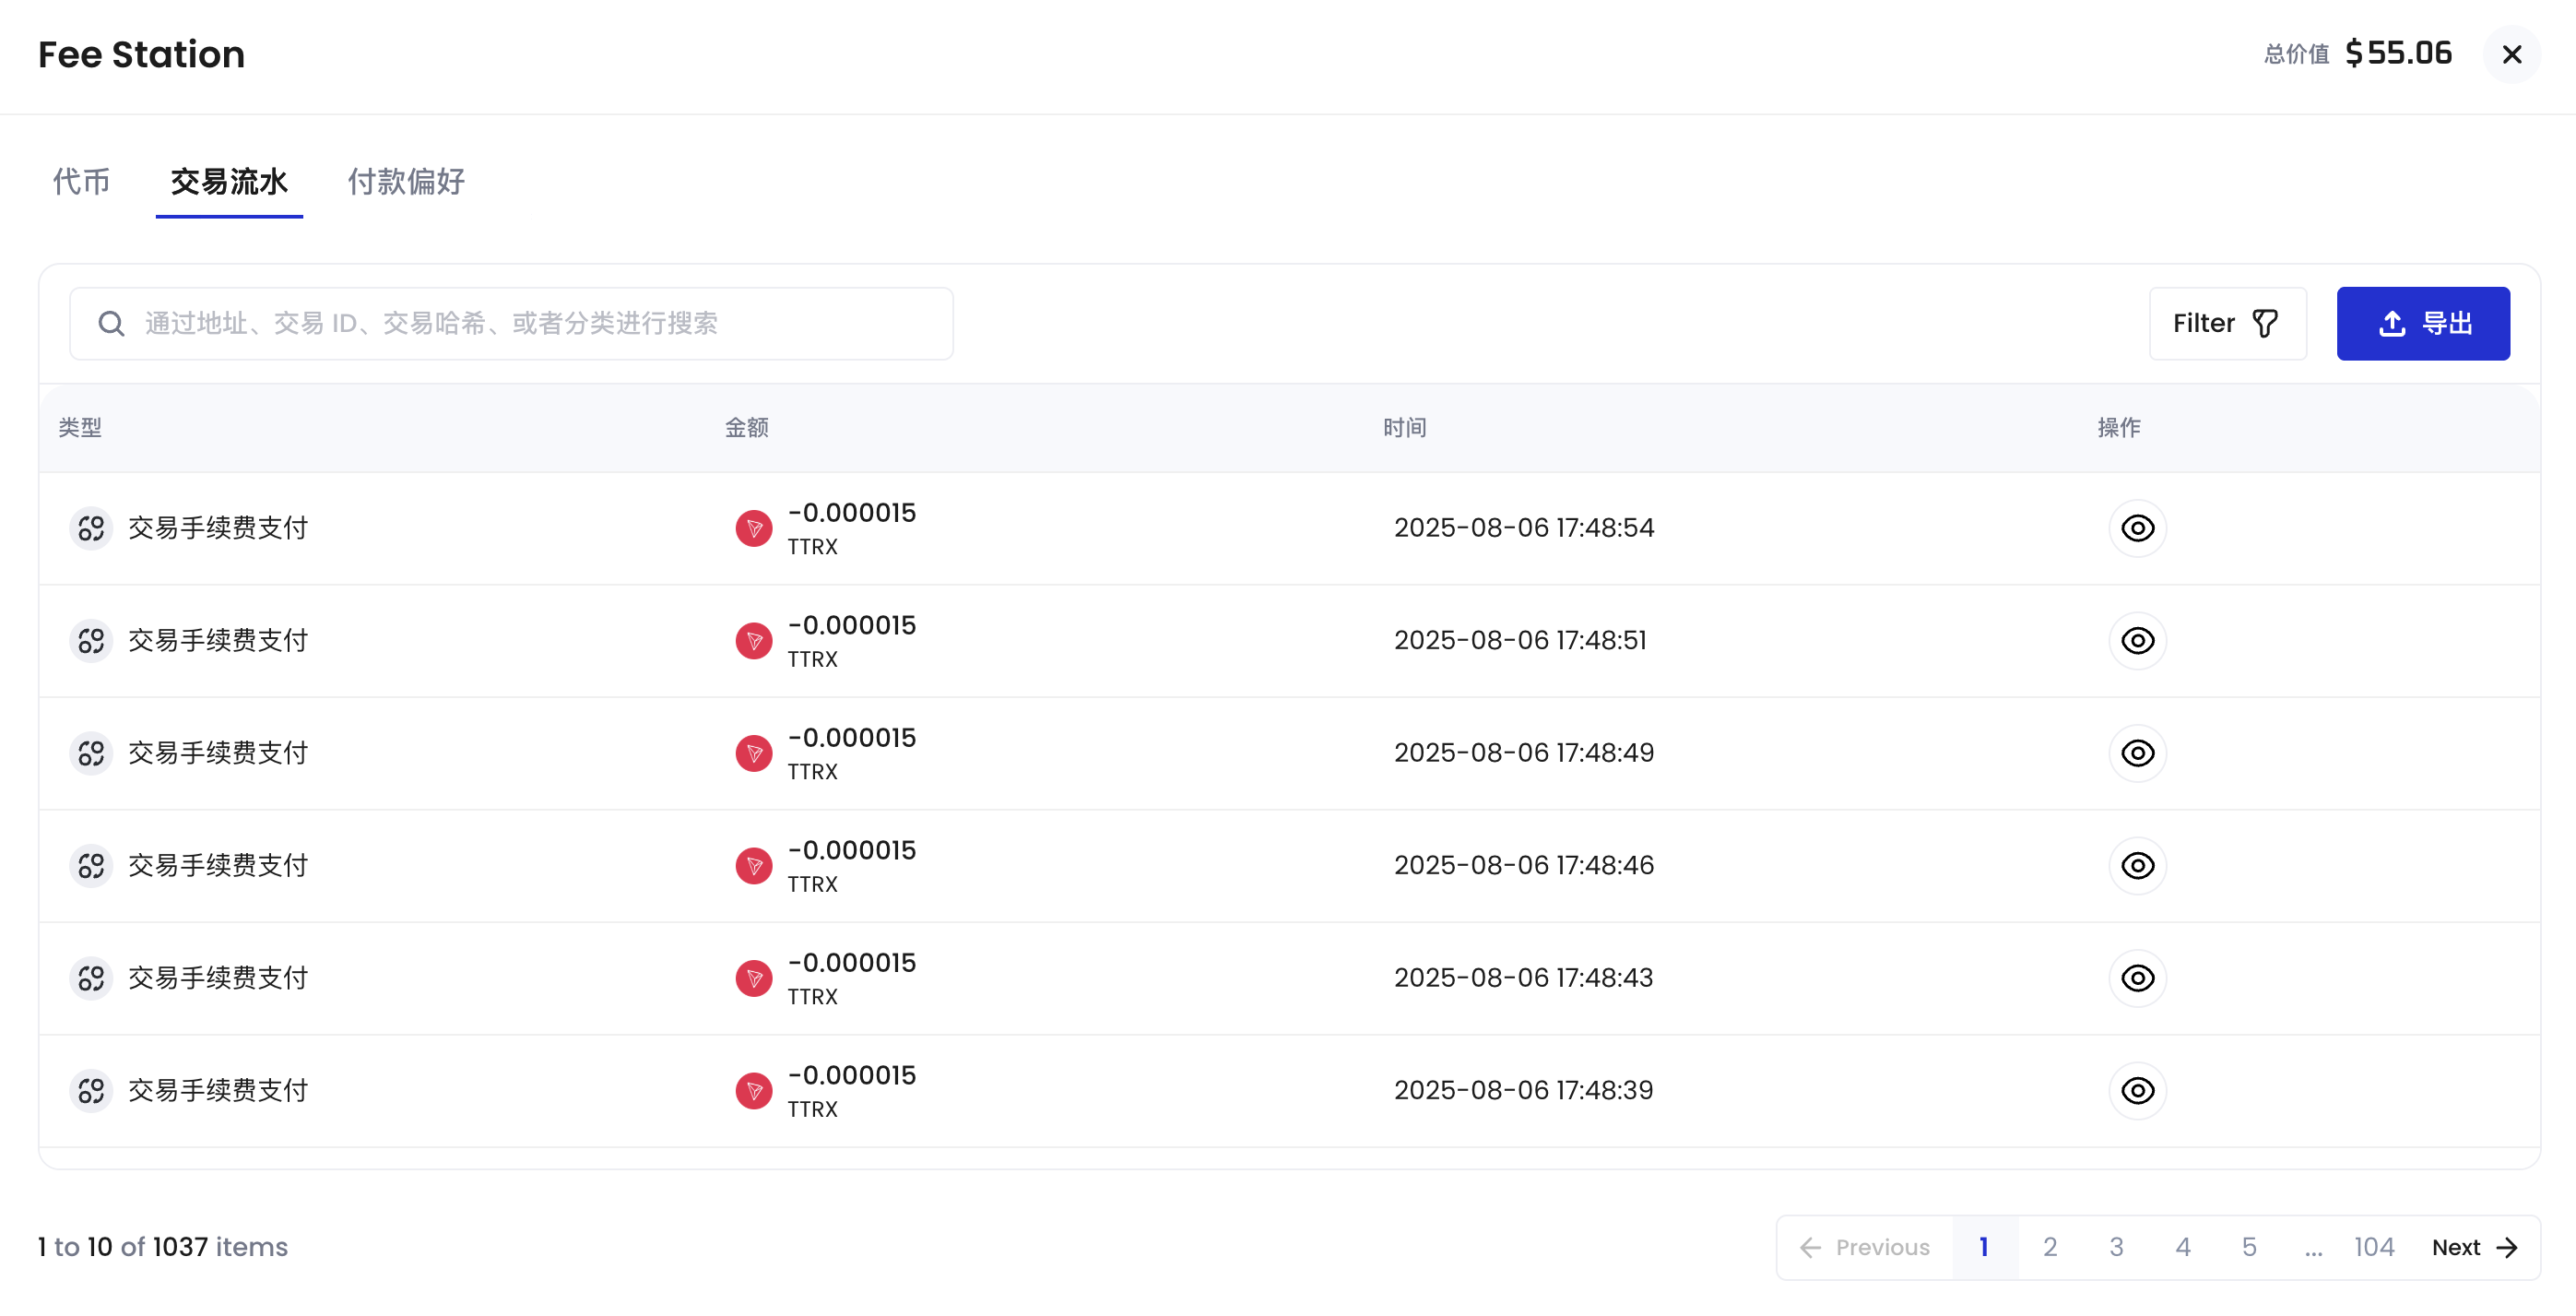 Fee Station
总价值 $55.06
代币 交易流水 付款偏好
通过地址、交易 ID、交易哈希、或者分类进行搜索
Filter
导出
类型 金额 时间 操作
交易手续费支付 -0.000015 TTRX 2025-08-06 17:48:54
交易手续费支付 -0.000015 TTRX 2025-08-06 17:48:51
交易手续费支付 -0.000015 TTRX 2025-08-06 17:48:49
交易手续费支付 -0.000015 TTRX 2025-08-06 17:48:46
交易手续费支付 -0.000015 TTRX 2025-08-06 17:48:43
交易手续费支付 -0.000015 TTRX 2025-08-06 17:48:39
1 to 10 of 1037 items
Previous 1 2 3 4 5 ... 104 Next